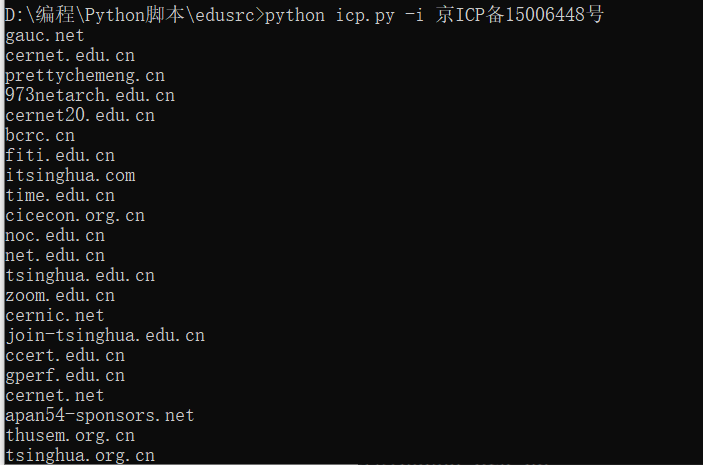 D:\编程\Python脚本\edusrc>python icp.py -i 京ICP备15006448号
gauc.net
cernet.edu.cn
prettychemeng.cn
973netarch.edu.cn
cernet20.edu.cn
bcrc.cn
fiti.edu.cn
itsinghua.com
time.edu.cn
cicecon.org.cn
noc.edu.cn
net.edu.cn
tsinghua.edu.cn
zoom.edu.cn
cernic.net
join-tsinghua.edu.cn
ccert.edu.cn
gperf.edu.cn
cernet.net
apan54-sponsors.net
thusem.org.cn
tsinghua.org.cn